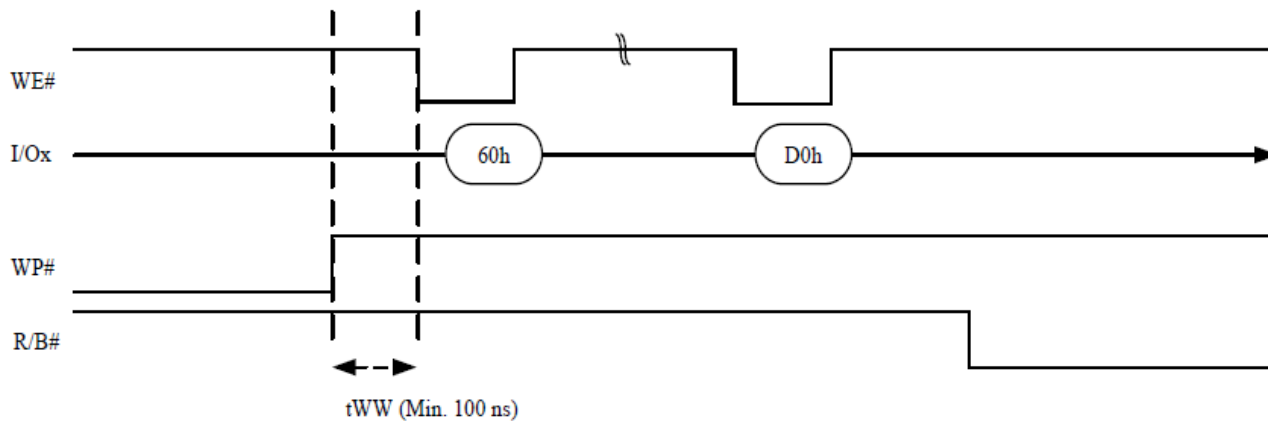 WE#
I/Ox
60h
D0h
WP#
R/B#
tWW (Min. 100 ns)